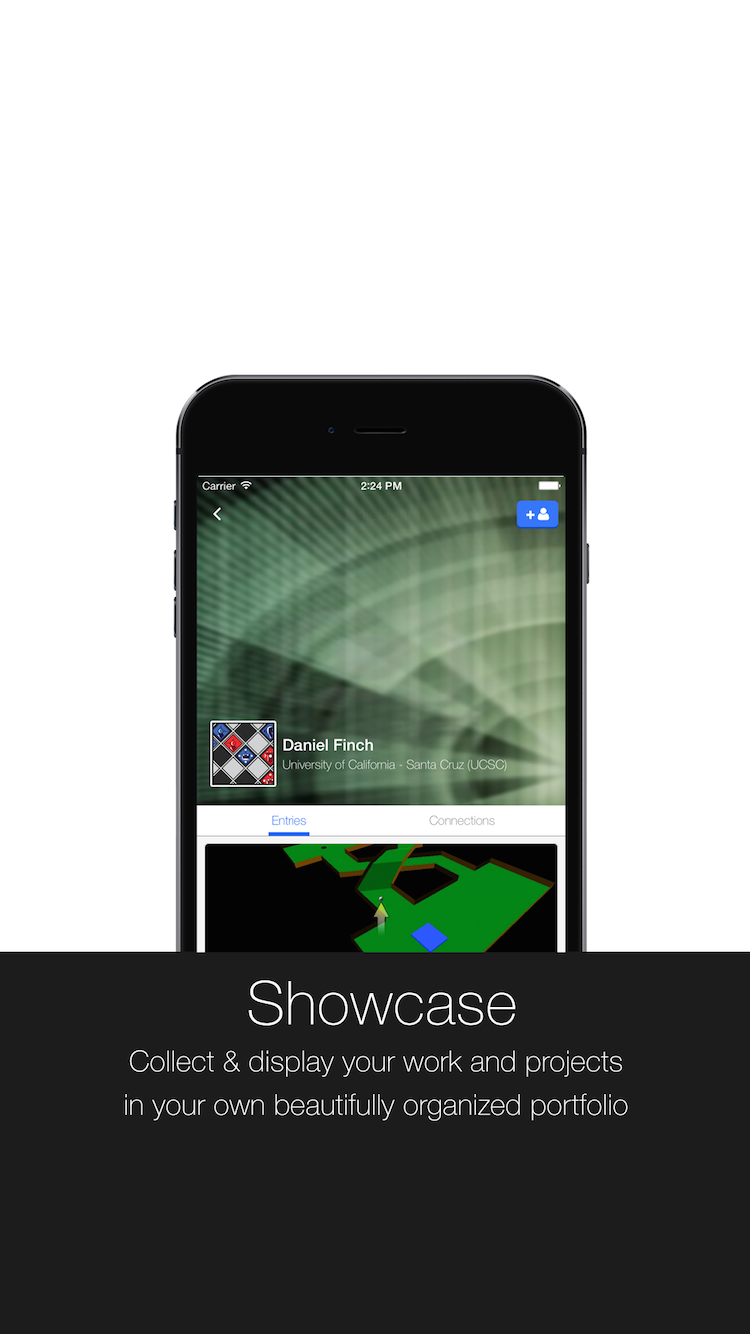 Carrier
2:24 PM
+
Daniel Finch
University of California - Santa Cruz (UCSC)
Entries
Connections
Showcase
Collect & display your work and projects
in your own beautifully organized portfolio